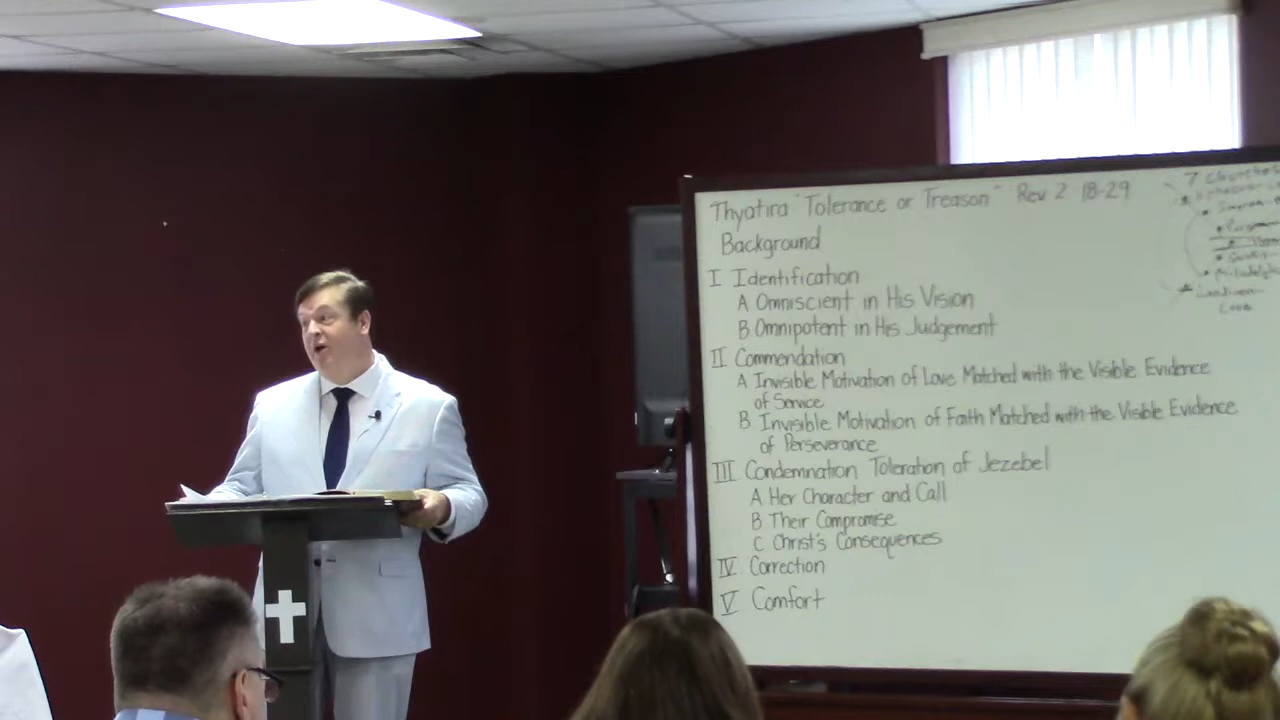 Thyatira "Tolerance or Treason" Rev 2 18-29
Background
I Identification
A Omniscient in His Vision
B Omnipotent in His Judgement
II Commendation
A Invisible Motivation of Love Matched with the Visible Evidence
of Service
B Invisible Motivation of Faith Matched with the Visible Evidence
of Perseverance
III Condemnation Toleration of Jezebel
A Her Character and Call
B Their Compromise
C Christ's Consequences
IV Correction
V Comfort
7